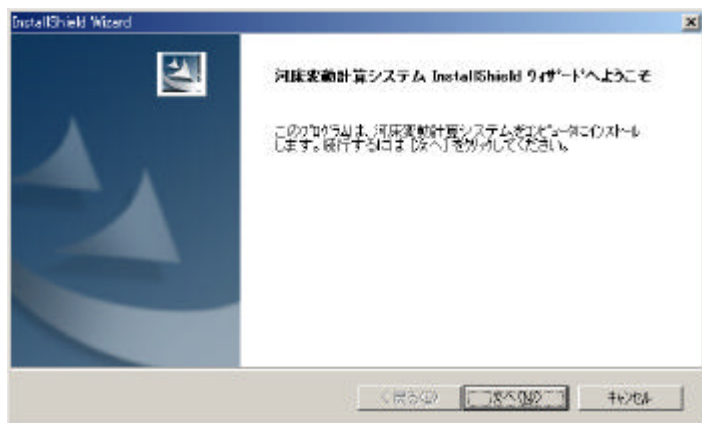 InstallShield Wizard
河床変動計算システム InstallShield ウィザードへようこそ
このプログラムは、河床変動計算システムをコンピュータにインストール
します。続行するには [次へ] をクリックしてください。
< 戻る(B)
次へ(N) >
キャンセル